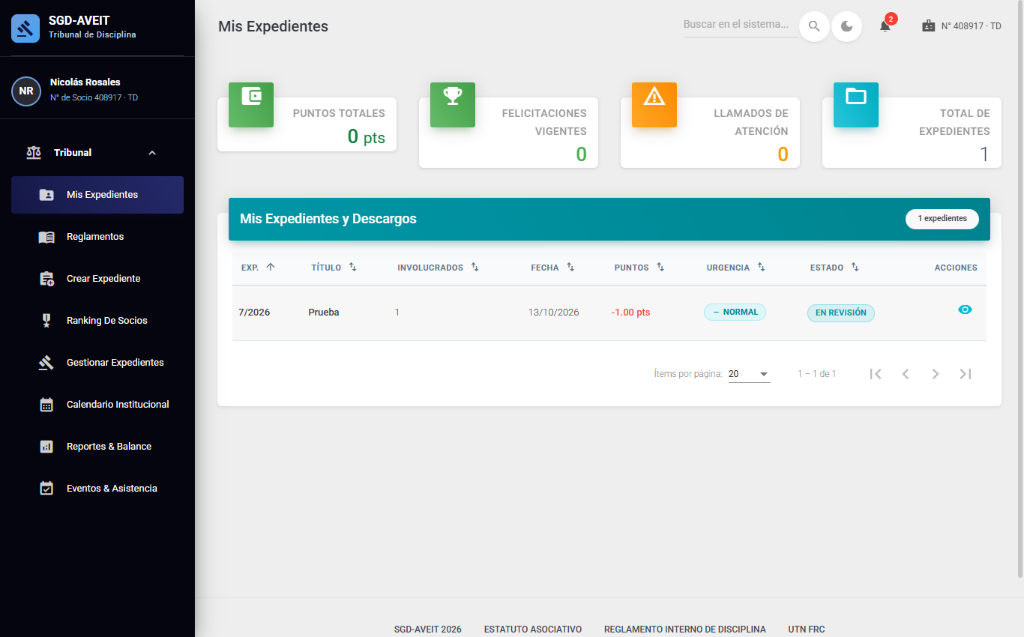 SGD-AVEIT
Tribunal de Disciplina
NR
Nicolás Rosales
N° de Socio 408917 · TD
Tribunal
Mis Expedientes
Reglamentos
Crear Expediente
Ranking De Socios
Gestionar Expedientes
Calendario Institucional
Reportes & Balance
Eventos & Asistencia
Mis Expedientes
Buscar en el sistema...
2
N° 408917 · TD
PUNTOS TOTALES
0 pts
FELICITACIONES
VIGENTES
0
LLAMADOS DE
ATENCIÓN
0
TOTAL DE
EXPEDIENTES
1
Mis Expedientes y Descargos
1 expedientes
EXP. TÍTULO INVOLUCRADOS FECHA PUNTOS URGENCIA ESTADO ACCIONES
7/2026 Prueba 1 13/10/2026 -1.00 pts – NORMAL EN REVISIÓN
Ítems por página: 20 1 – 1 de 1
SGD-AVEIT 2026 ESTATUTO ASOCIATIVO REGLAMENTO INTERNO DE DISCIPLINA UTN FRC